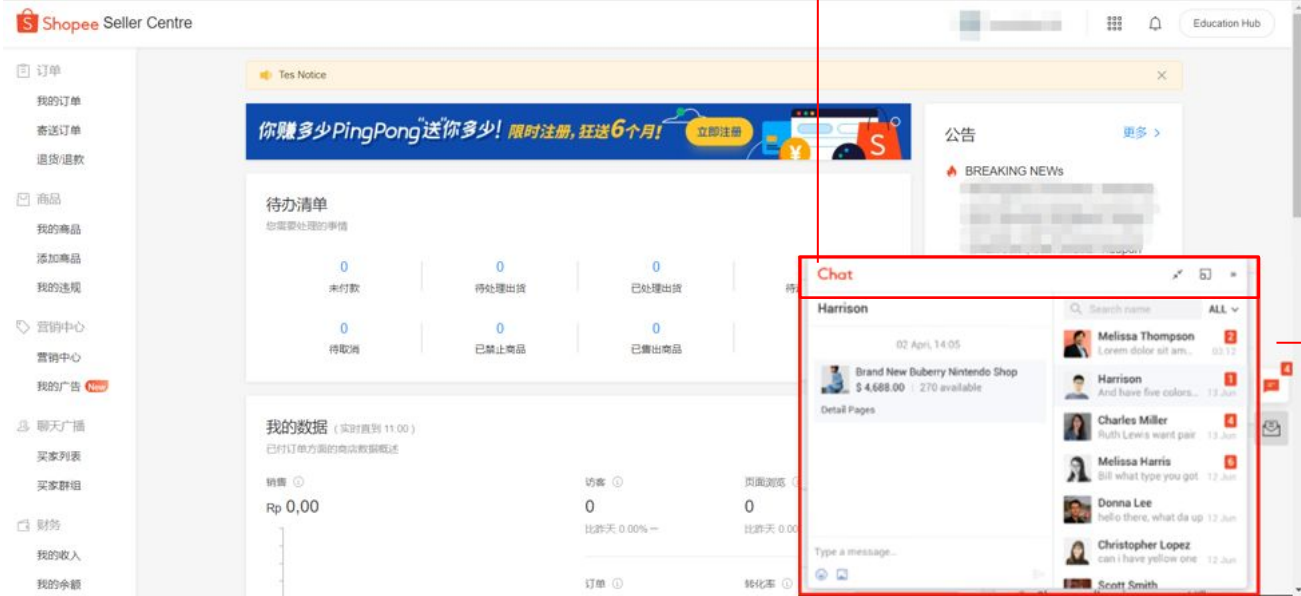 Shopee Seller Centre
Education Hub
订单
我的订单
寄送订单
退货/退款
商品
我的商品
添加商品
我的违规
营销中心
营销中心
我的广告 New
聊天广播
买家列表
买家群组
财务
我的收入
我的余额
Tes Notice
你赚多少PingPong"送"你多少! 限时注册,狂送6个月! 立即注册
公告 更多 >
BREAKING NEWs
待办清单
您需要处理的事情
0 0 0
未付款 待处理出货 已处理出货
0 0 0
待取消 已禁止商品 已售出商品
我的数据 (实时直到 11:00)
已付订单方面的商店数据概述
销售 访客 页面浏览
Rp 0,00 0 0
比昨天 0.00% 比昨天 0.00
订单 转化率
Chat
Harrison
02 Apri, 14:05
Brand New Buberry Nintendo Shop
$ 4,688.00 | 270 available
Detail Pages
Type a message...
Search name ALL
Melissa Thompson 2
Lorem dolor sit am... 03:12
Harrison 1
And have five colors... 13 Jun
Charles Miller 4
Ruth Lewis want pair 13 Jun
Melissa Harris 6
Bill what type you got 12 Jun
Donna Lee
hello there, what da up 12 Jun
Christopher Lopez
can i have yellow one 12 Jun
Scott Smith
4